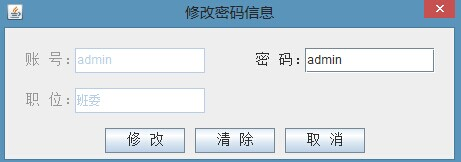 修改密码信息
账 号: admin 密 码: admin
职 位: 班委
修 改 清 除 取 消